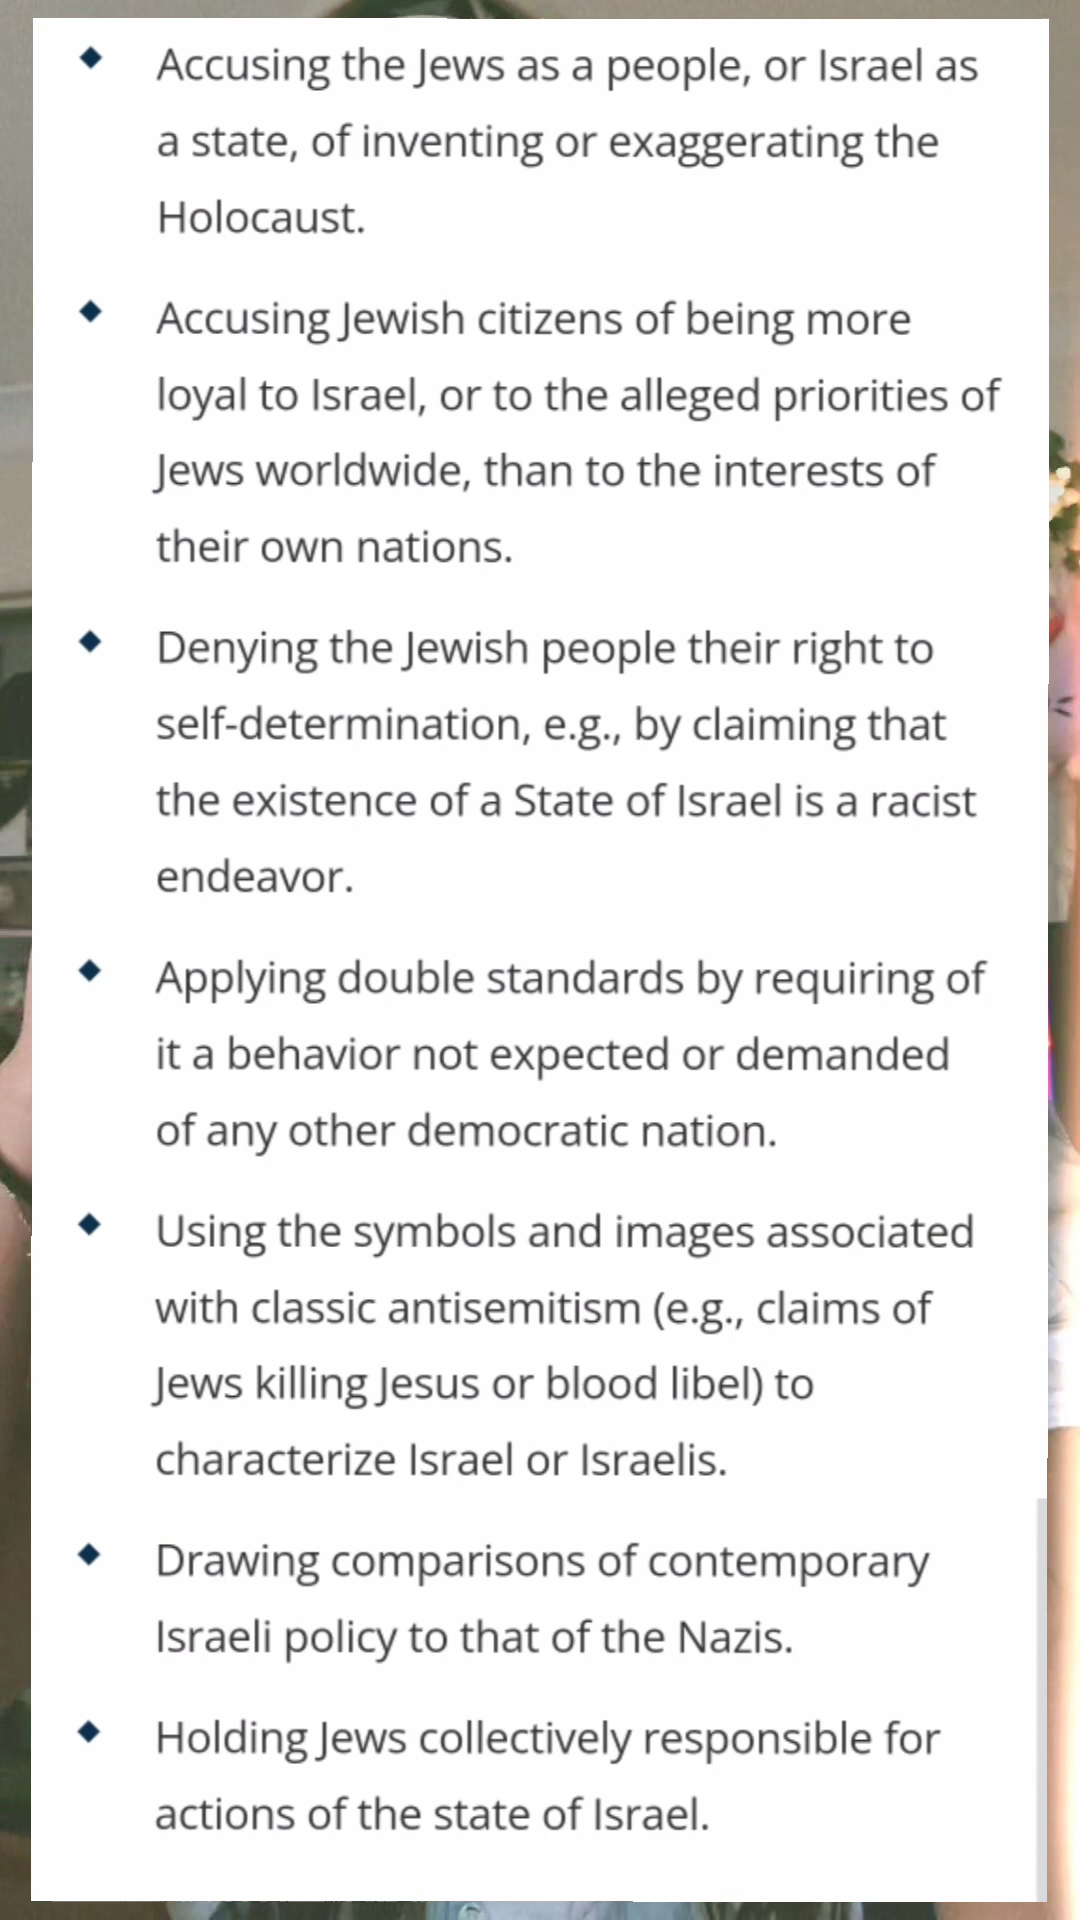 Accusing the Jews as a people, or Israel as
a state, of inventing or exaggerating the
Holocaust.
Accusing Jewish citizens of being more
loyal to Israel, or to the alleged priorities of
Jews worldwide, than to the interests of
their own nations.
Denying the Jewish people their right to
self-determination, e.g., by claiming that
the existence of a State of Israel is a racist
endeavor.
Applying double standards by requiring of
it a behavior not expected or demanded
of any other democratic nation.
Using the symbols and images associated
with classic antisemitism (e.g., claims of
Jews killing Jesus or blood libel) to
characterize Israel or Israelis.
Drawing comparisons of contemporary
Israeli policy to that of the Nazis.
Holding Jews collectively responsible for
actions of the state of Israel.